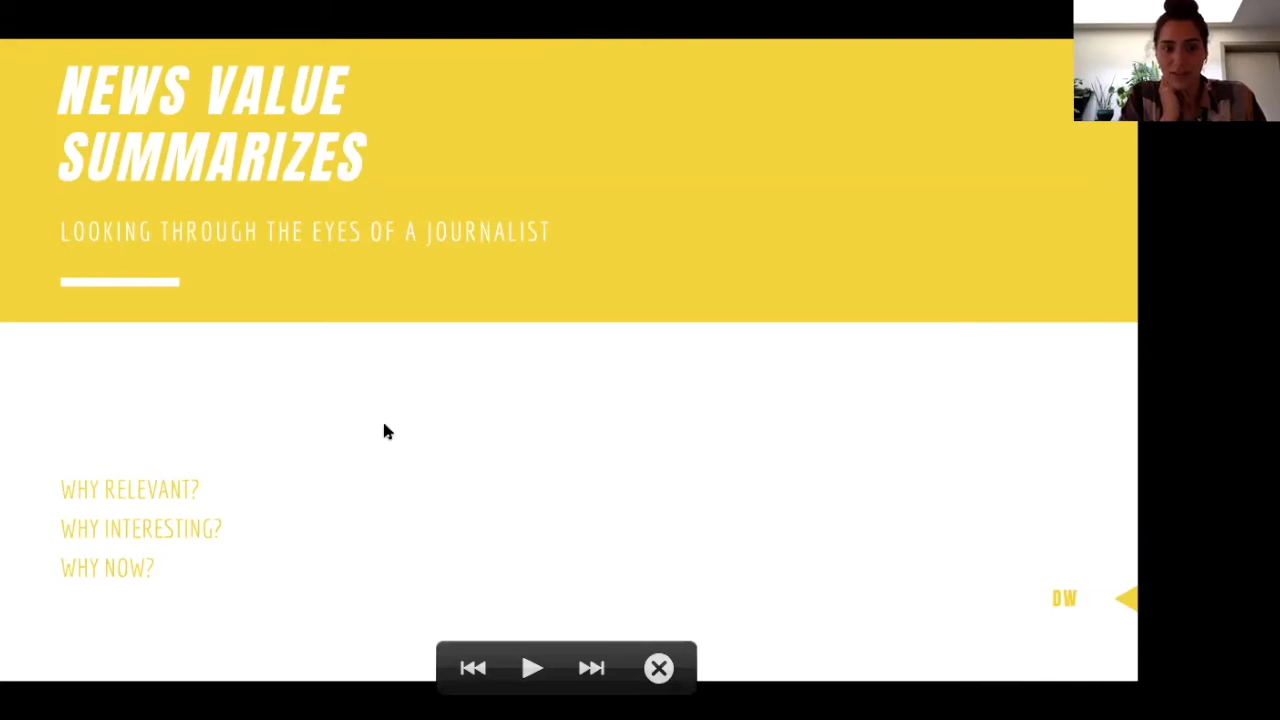 NEWS VALUE
SUMMARIZES
LOOKING THROUGH THE EYES OF A JOURNALIST
WHY RELEVANT?
WHY INTERESTING?
WHY NOW?
DW